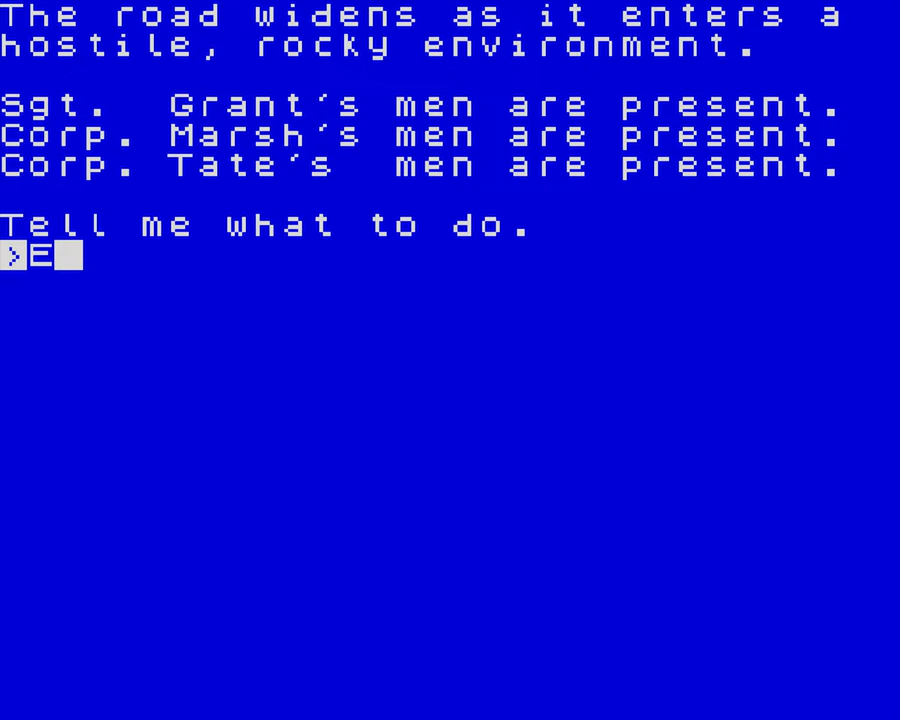 The road widens as it enters a
hostile, rocky environment.
Sgt. Grant's men are present.
Corp. Marsh's men are present.
Corp. Tate's men are present.
Tell me what to do.
>E